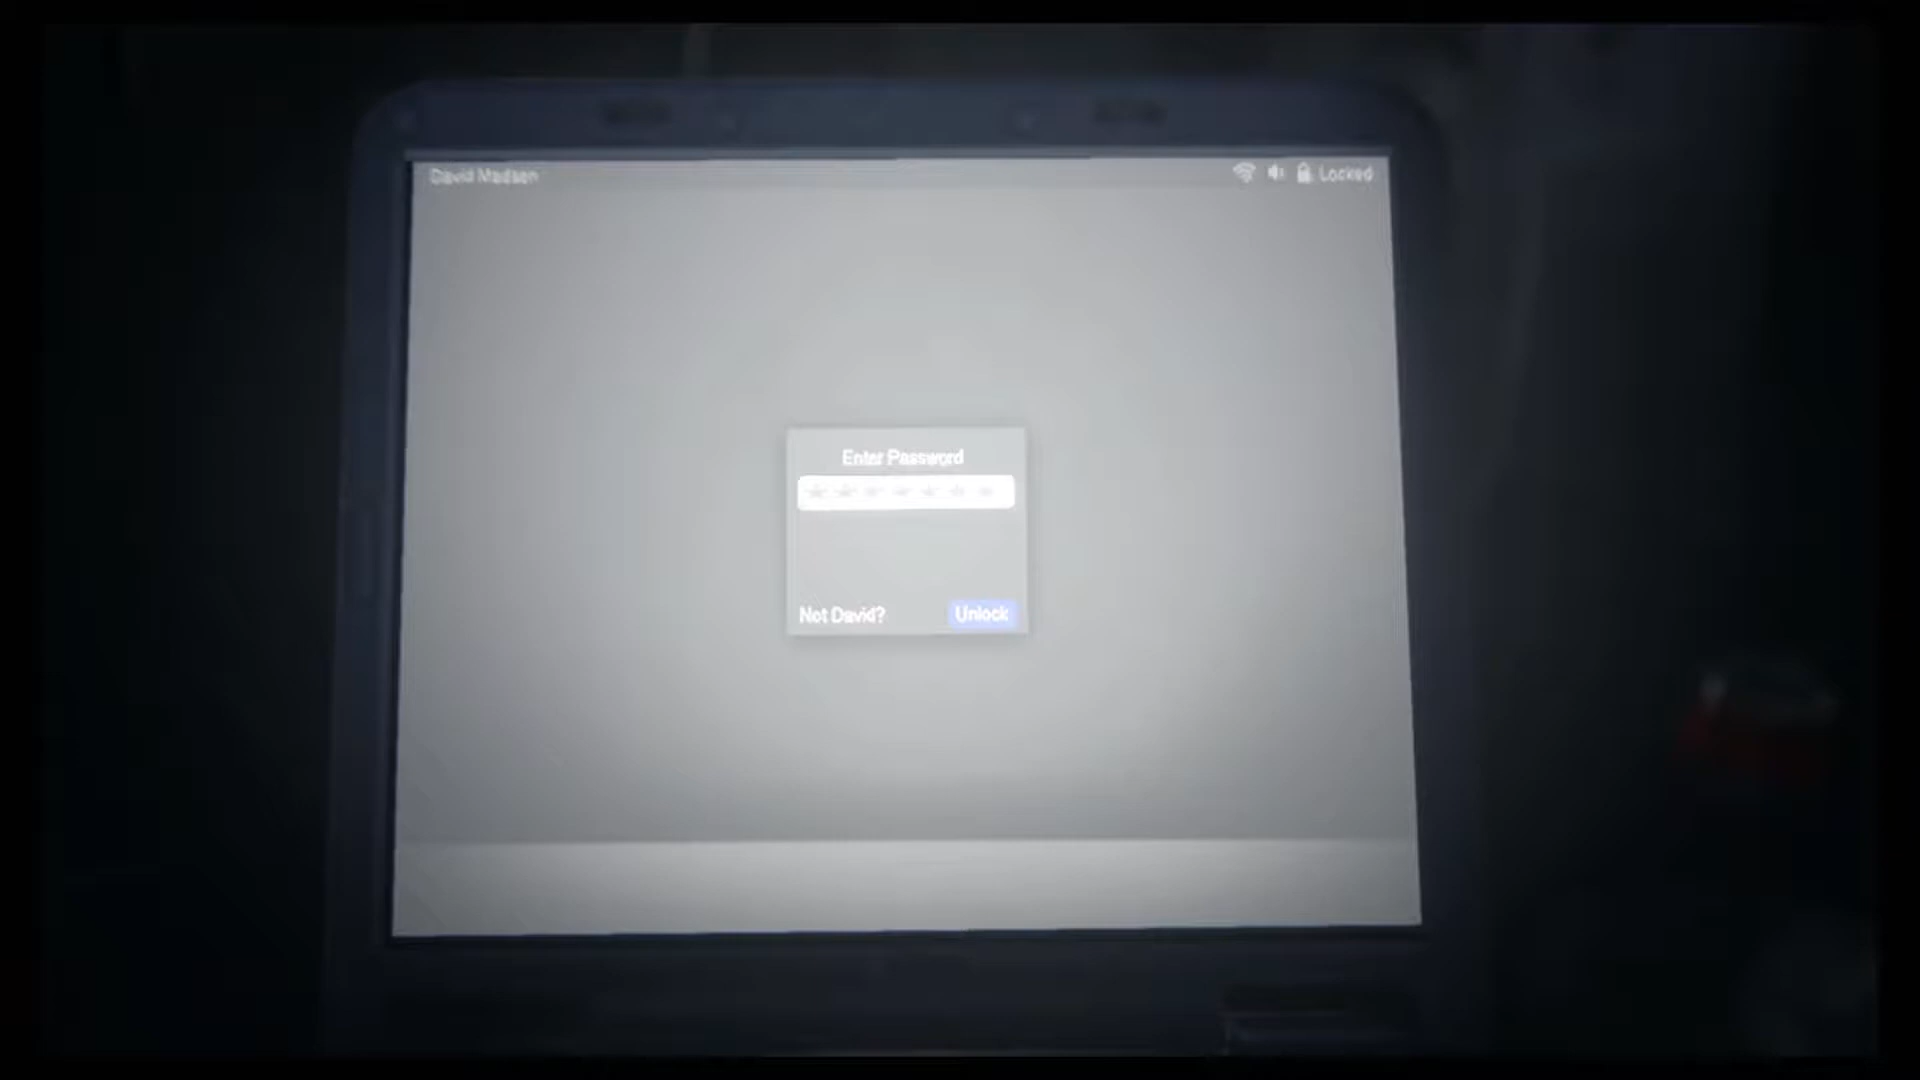 David Madsen
Locked
Enter Password
*******
Not David?
Unlock